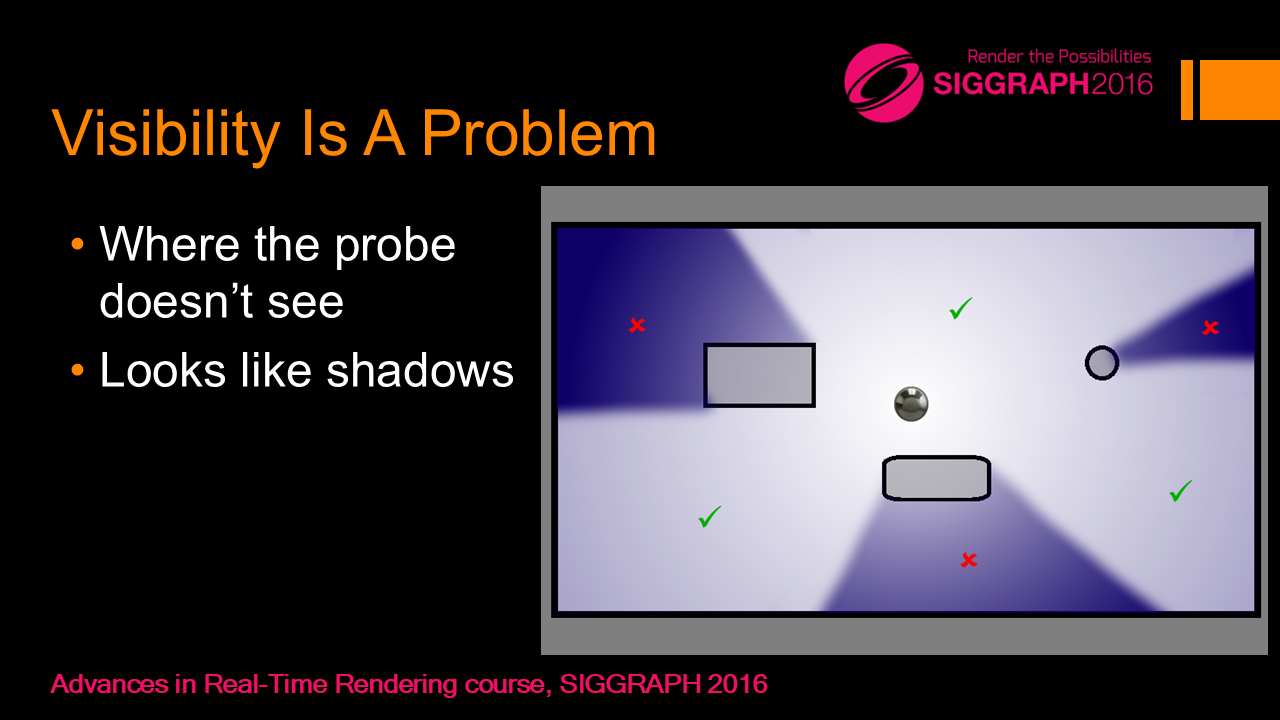 Render the Possibilities
SIGGRAPH2016
Visibility Is A Problem
• Where the probe
doesn’t see
• Looks like shadows
Advances in Real-Time Rendering course, SIGGRAPH 2016